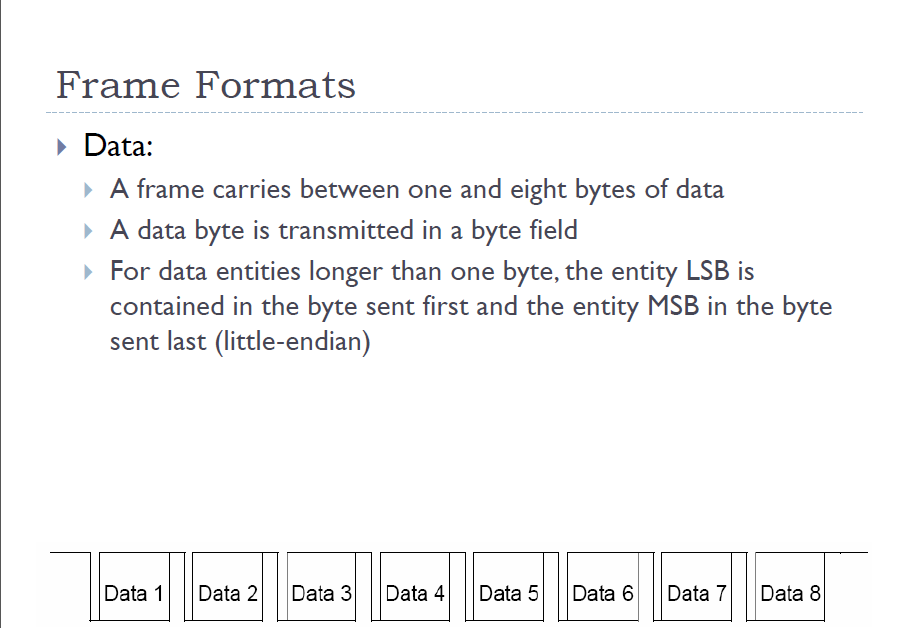 Frame Formats
Data:
A frame carries between one and eight bytes of data
A data byte is transmitted in a byte field
For data entities longer than one byte, the entity LSB is
contained in the byte sent first and the entity MSB in the byte
sent last (little-endian)
Data 1 Data 2 Data 3 Data 4 Data 5 Data 6 Data 7 Data 8